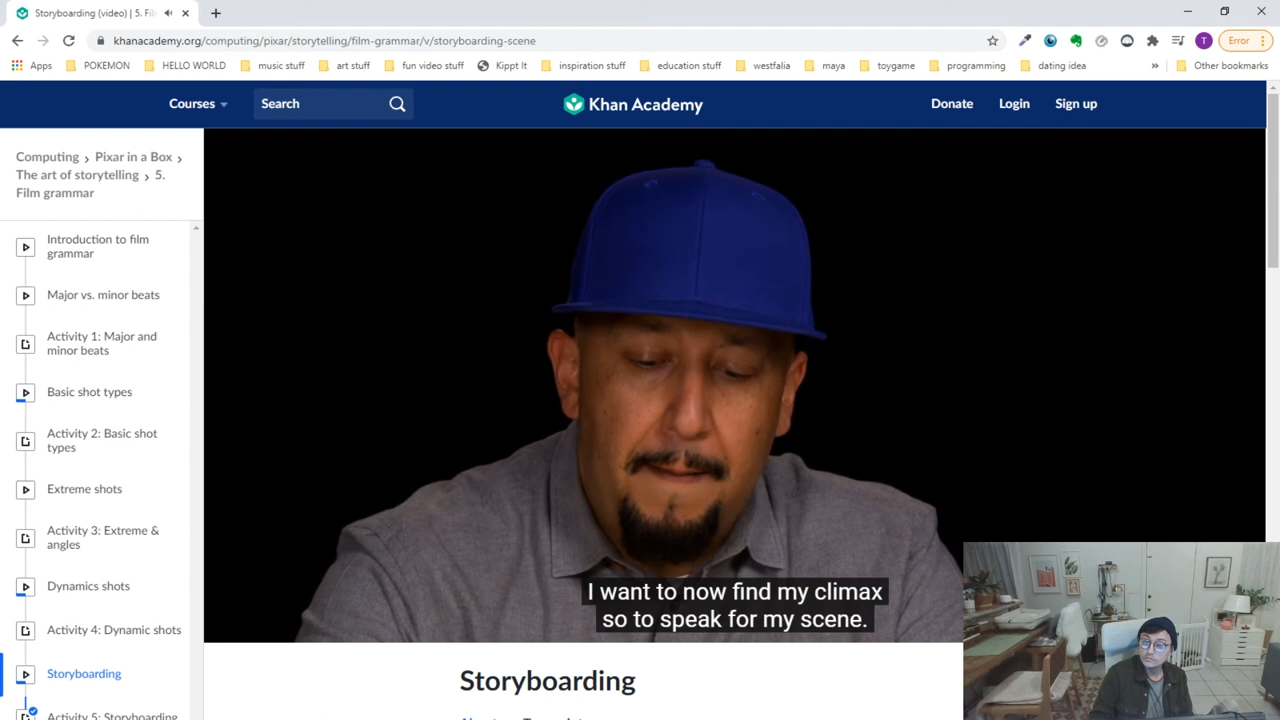 Storyboarding (video) | 5. Fil
khanacademy.org/computing/pixar/storytelling/film-grammar/v/storyboarding-scene
T
Error
Apps
POKEMON
HELLO WORLD
music stuff
art stuff
fun video stuff
Kippt It
inspiration stuff
education stuff
westfalia
maya
toygame
programming
dating idea
»
Other bookmarks
Courses
Search
Khan Academy
Donate
Login
Sign up
Computing > Pixar in a Box >
The art of storytelling > 5.
Film grammar
Introduction to film
grammar
Major vs. minor beats
Activity 1: Major and
minor beats
Basic shot types
Activity 2: Basic shot
types
Extreme shots
Activity 3: Extreme &
angles
Dynamics shots
Activity 4: Dynamic shots
Storyboarding
Activity 5: Storyboarding
I want to now find my climax
so to speak for my scene.
Storyboarding